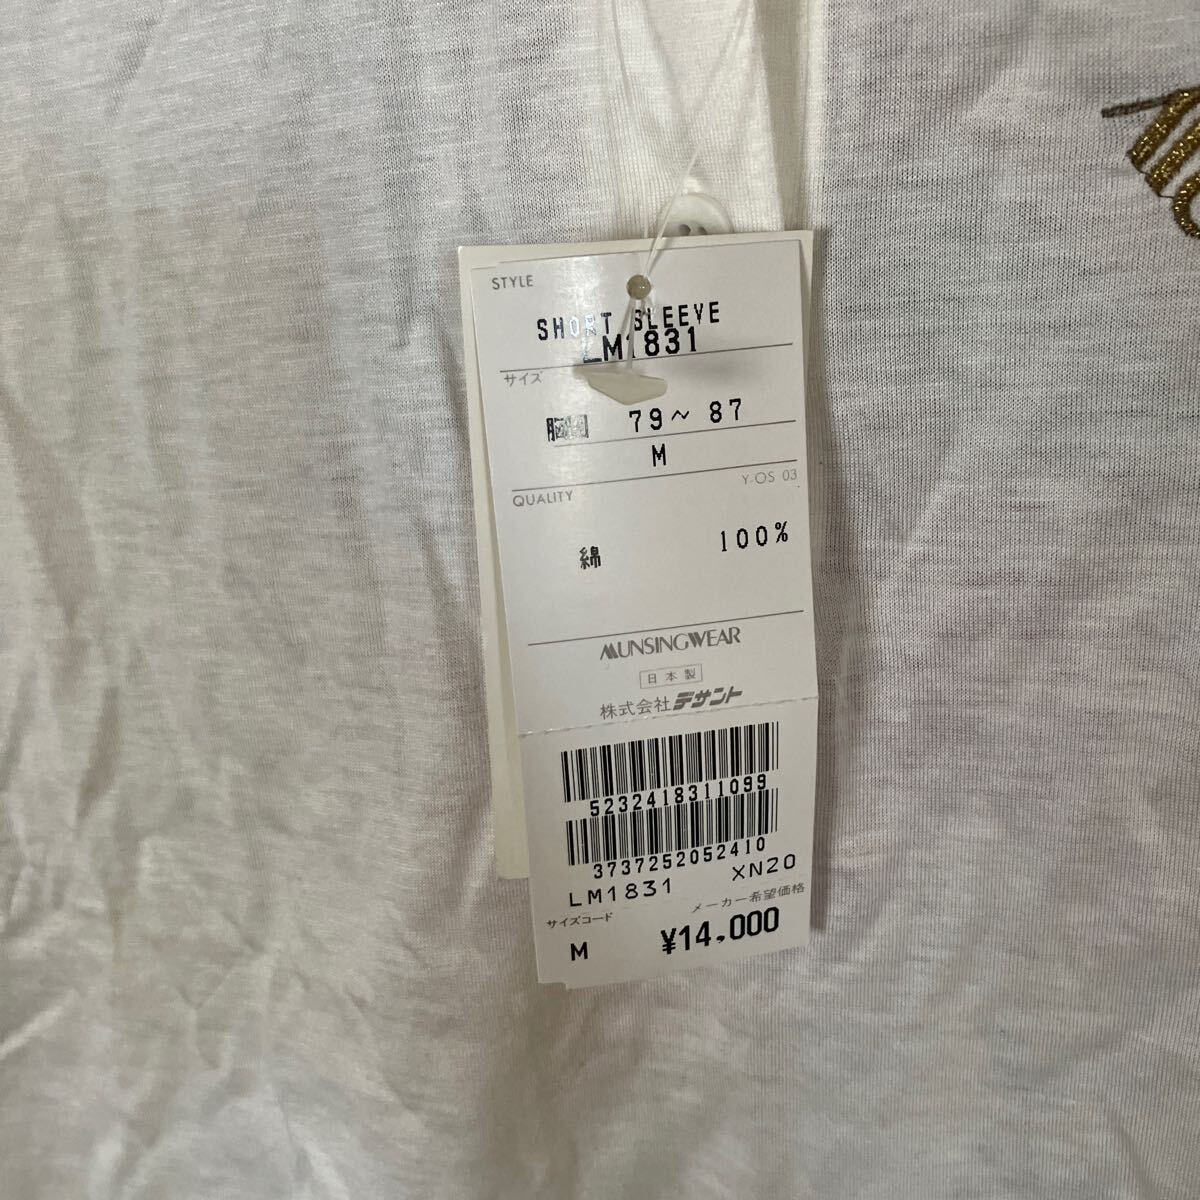 STYLE
SHORT SLEEVE
LM1831
サイズ
胸囲 79~87
M
Y-OS 03
QUALITY
綿 100%
MUNSINGWEAR
日本製
株式会社デサント
5232418311099
3737252052410
LM1831 XN20
サイズコード メーカー希望価格
M ¥14,000